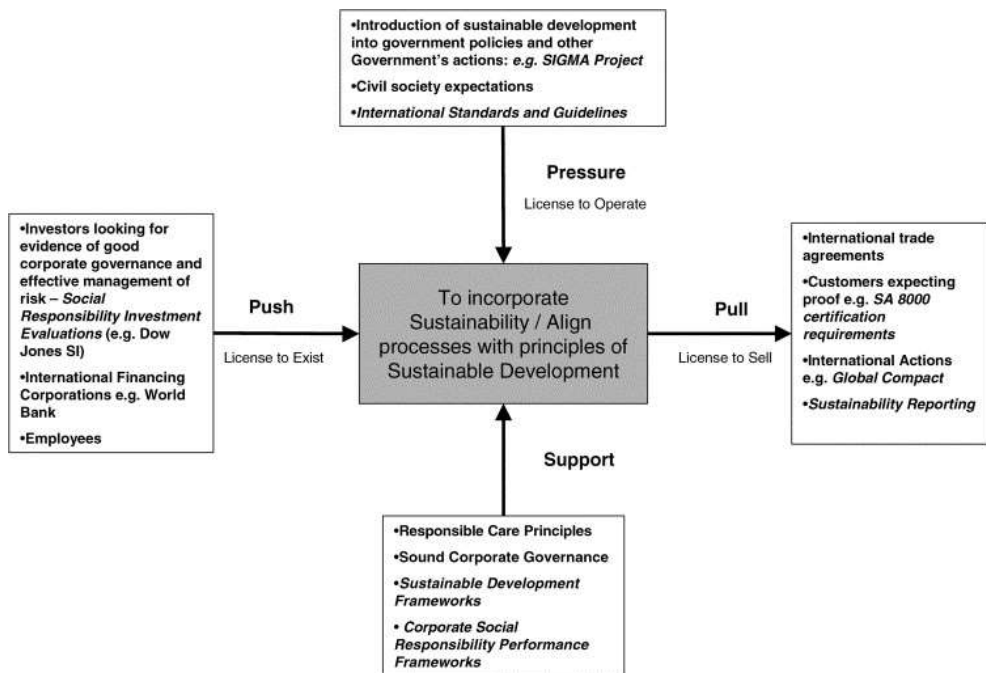 •Introduction of sustainable development
into government policies and other
Government's actions: e.g. SIGMA Project
•Civil society expectations
•International Standards and Guidelines
Pressure
License to Operate
•Investors looking for
evidence of good
corporate governance and
effective management of
risk – Social
Responsibility Investment
Evaluations (e.g. Dow
Jones SI)
•International Financing
Corporations e.g. World
Bank
•Employees
Push
License to Exist
To incorporate
Sustainability / Align
processes with principles of
Sustainable Development
Pull
License to Sell
•International trade
agreements
•Customers expecting
proof e.g. SA 8000
certification
requirements
•International Actions
e.g. Global Compact
•Sustainability Reporting
Support
•Responsible Care Principles
•Sound Corporate Governance
•Sustainable Development
Frameworks
• Corporate Social
Responsibility Performance
Frameworks